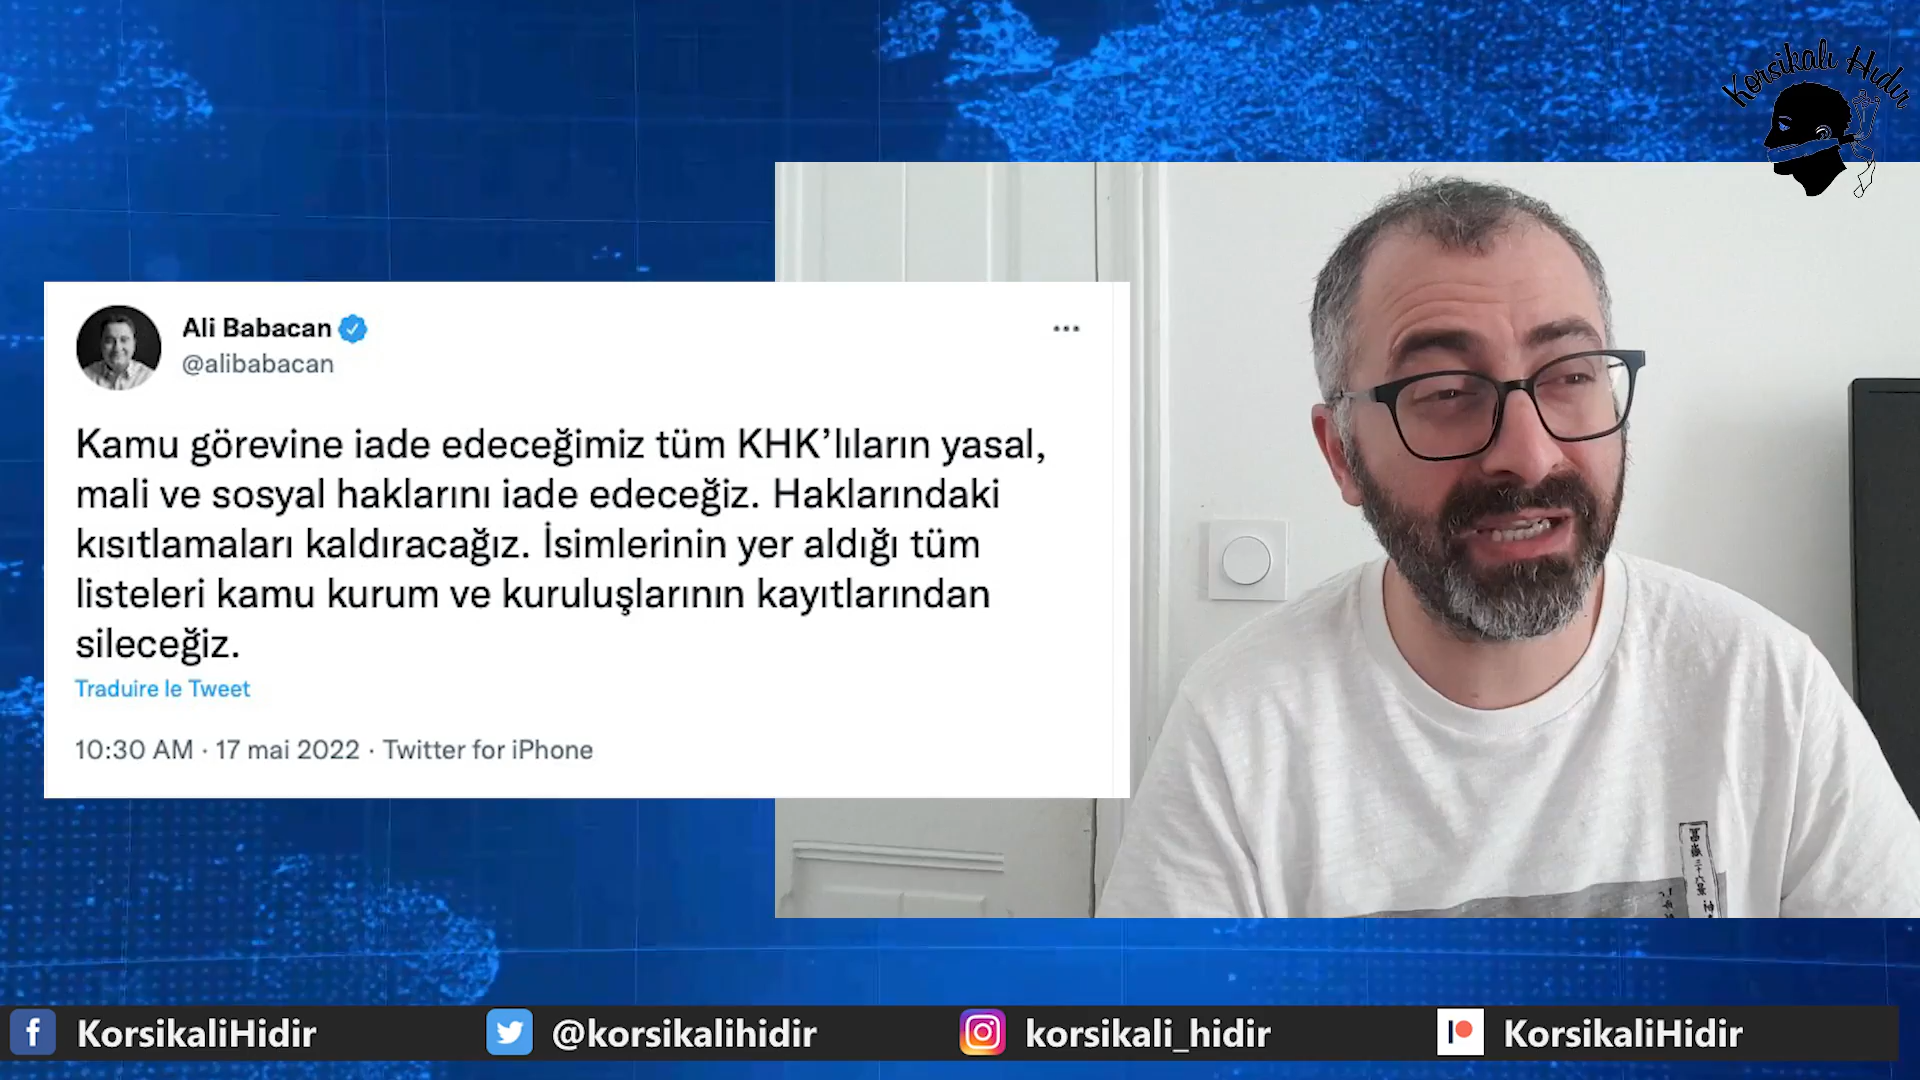 Korsikalı Hıdır
Ali Babacan
@alibabacan
Kamu görevine iade edeceğimiz tüm KHK’lıların yasal,
mali ve sosyal haklarını iade edeceğiz. Haklarındaki
kısıtlamaları kaldıracağız. İsimlerinin yer aldığı tüm
listeleri kamu kurum ve kuruluşlarının kayıtlarından
sileceğiz.
Traduire le Tweet
10:30 AM · 17 mai 2022 · Twitter for iPhone
KorsikaliHidir
@korsikalihidir
korsikali_hidir
KorsikaliHidir